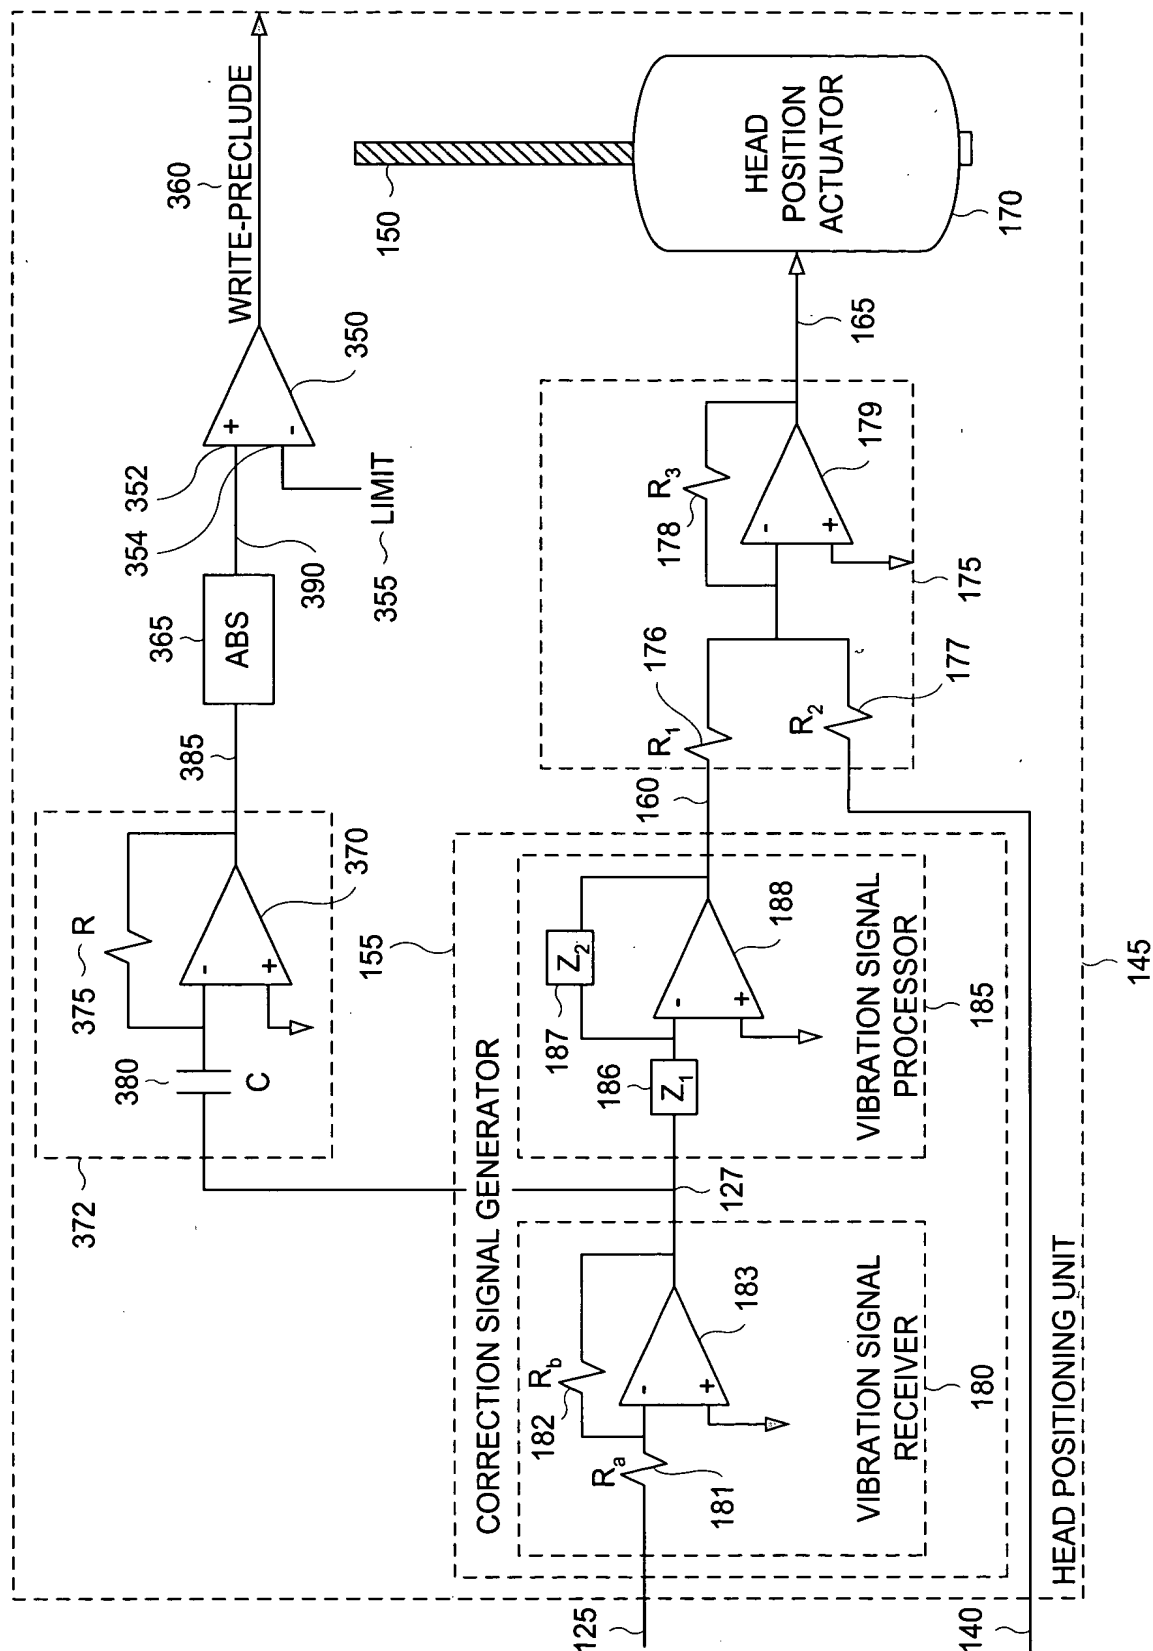 WRITE-PRECLUDE
360
350
+
-
352
354
390
LIMIT
355
365
ABS
385
372
375
R
380
C
-
+
370
150
HEAD
POSITION
ACTUATOR
170
165
175
R3
178
-
+
179
R1
176
R2
177
160
155
CORRECTION SIGNAL GENERATOR
Z2
187
Z1
186
-
+
188
VIBRATION SIGNAL
PROCESSOR
185
127
Rb
182
Ra
181
-
+
183
VIBRATION SIGNAL
RECEIVER
180
125
140
HEAD POSITIONING UNIT
145